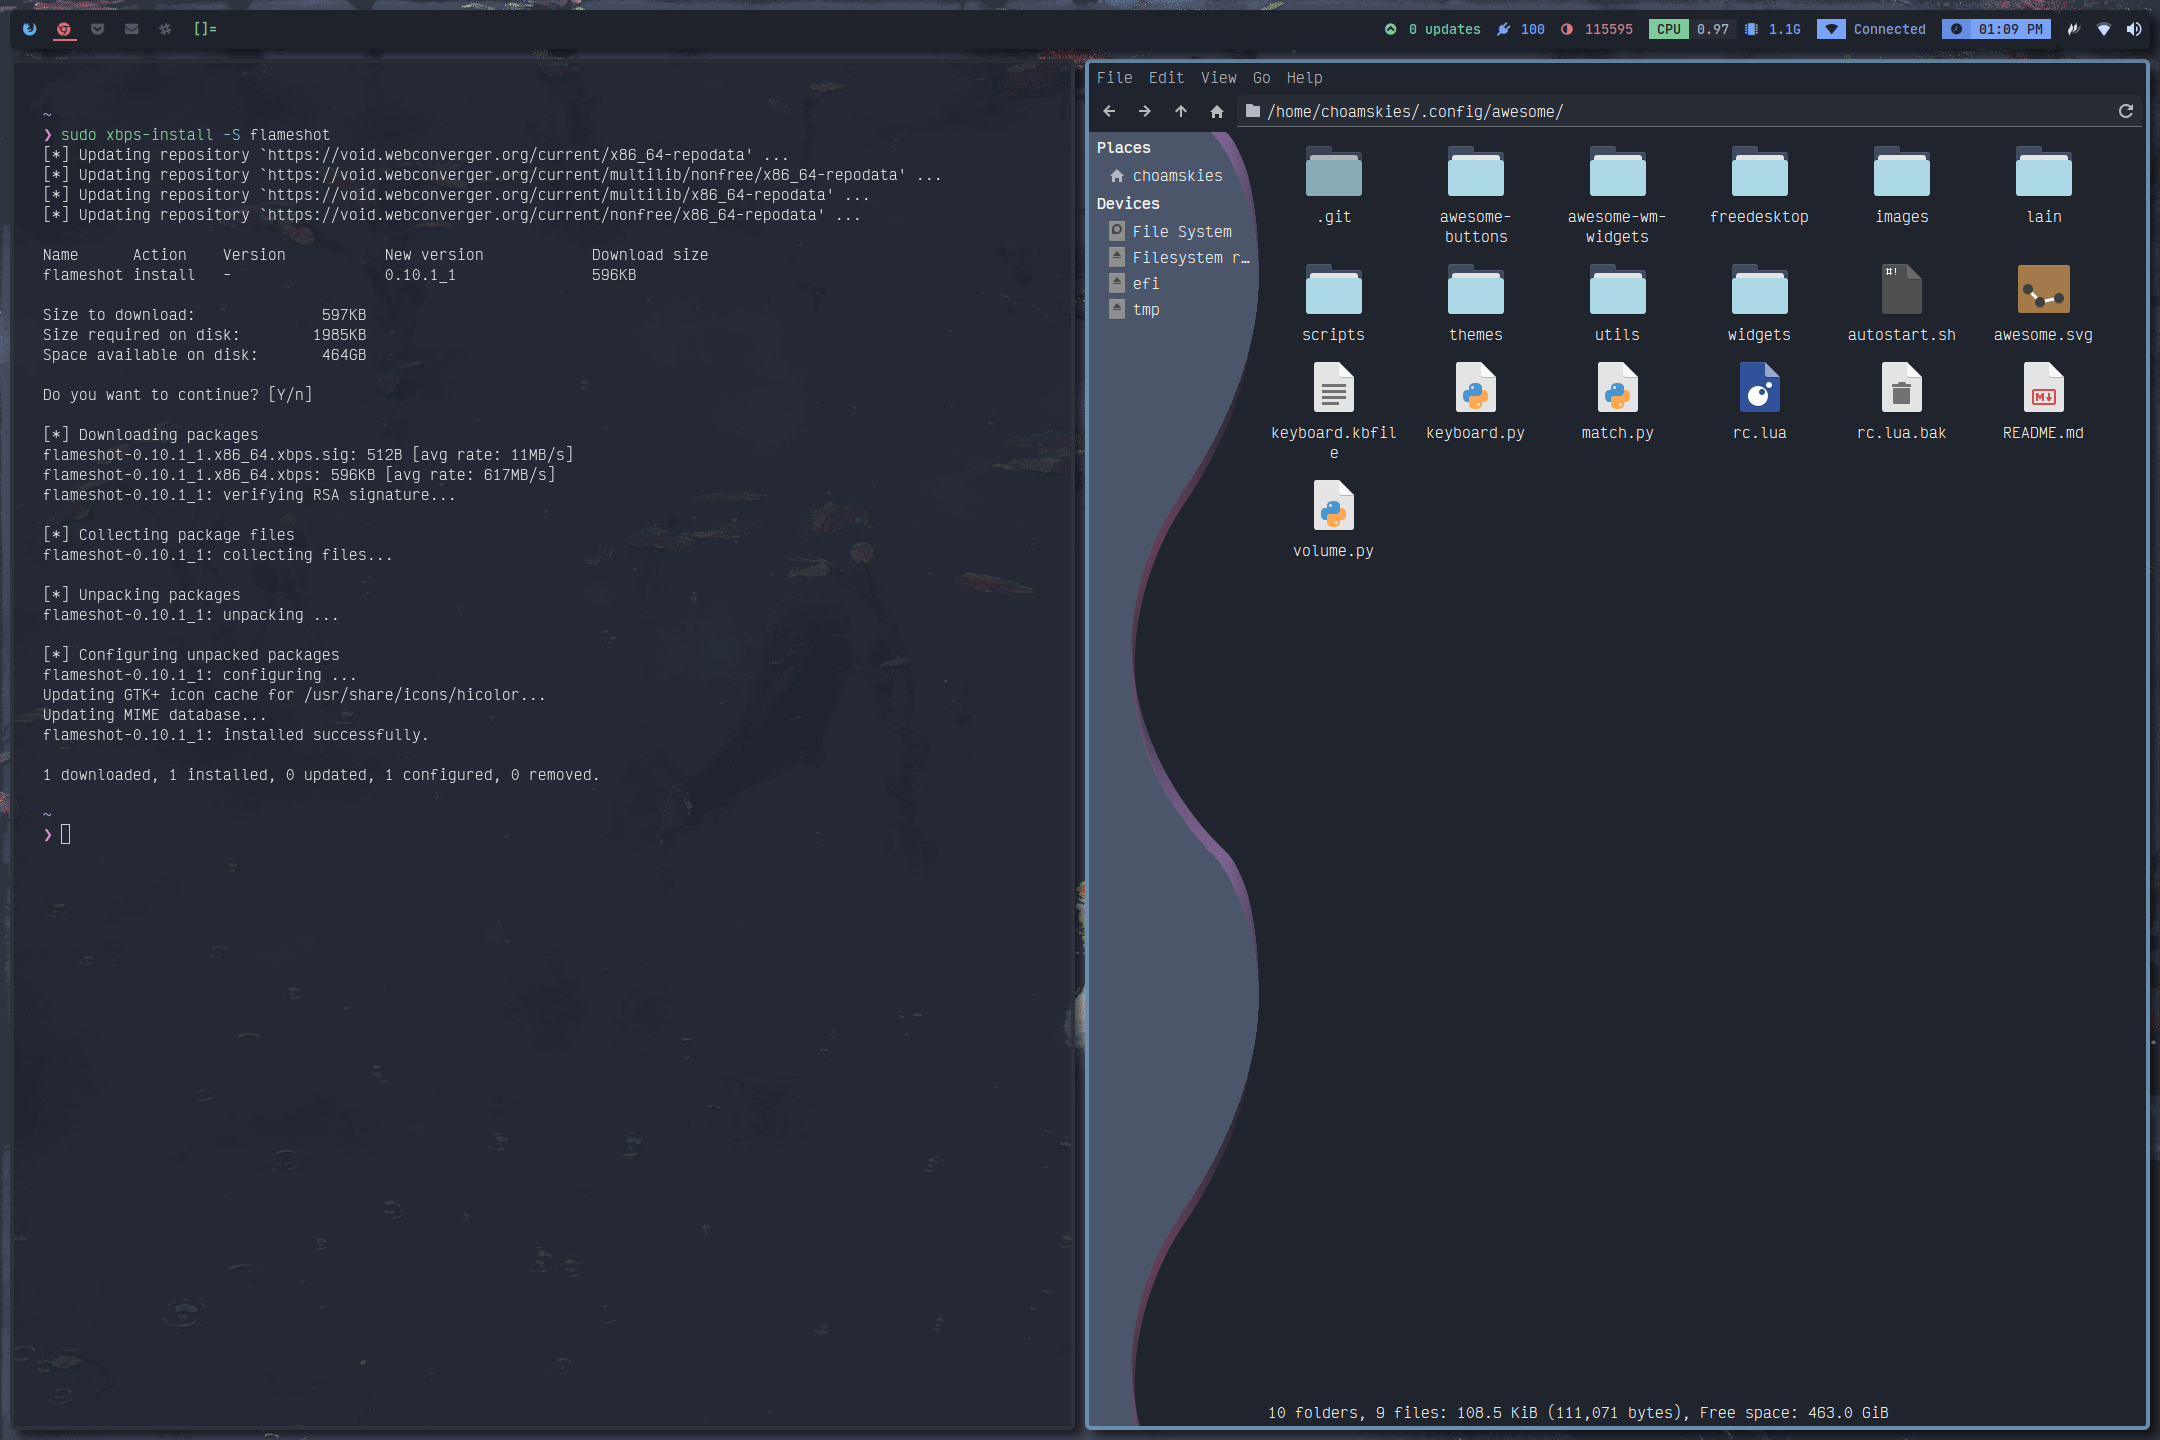 []=
0 updates 100 115595 CPU 0.97 1.1G Connected 01:09 PM
~
❯ sudo xbps-install -S flameshot
[*] Updating repository `https://void.webconverger.org/current/x86_64-repodata' ...
[*] Updating repository `https://void.webconverger.org/current/multilib/nonfree/x86_64-repodata' ...
[*] Updating repository `https://void.webconverger.org/current/multilib/x86_64-repodata' ...
[*] Updating repository `https://void.webconverger.org/current/nonfree/x86_64-repodata' ...
Name Action Version New version Download size
flameshot install - 0.10.1_1 596KB
Size to download: 597KB
Size required on disk: 1985KB
Space available on disk: 464GB
Do you want to continue? [Y/n]
[*] Downloading packages
flameshot-0.10.1_1.x86_64.xbps.sig: 512B [avg rate: 11MB/s]
flameshot-0.10.1_1.x86_64.xbps: 596KB [avg rate: 617MB/s]
flameshot-0.10.1_1: verifying RSA signature...
[*] Collecting package files
flameshot-0.10.1_1: collecting files...
[*] Unpacking packages
flameshot-0.10.1_1: unpacking ...
[*] Configuring unpacked packages
flameshot-0.10.1_1: configuring ...
Updating GTK+ icon cache for /usr/share/icons/hicolor...
Updating MIME database...
flameshot-0.10.1_1: installed successfully.
1 downloaded, 1 installed, 0 updated, 1 configured, 0 removed.
~
❯
File Edit View Go Help
/home/choamskies/.config/awesome/
Places
choamskies
Devices
File System
Filesystem r…
efi
tmp
.git
awesome-
buttons
awesome-wm-
widgets
freedesktop
images
lain
scripts
themes
utils
widgets
#!
autostart.sh
awesome.svg
keyboard.kbfil
e
keyboard.py
match.py
rc.lua
rc.lua.bak
M
README.md
volume.py
10 folders, 9 files: 108.5 KiB (111,071 bytes), Free space: 463.0 GiB